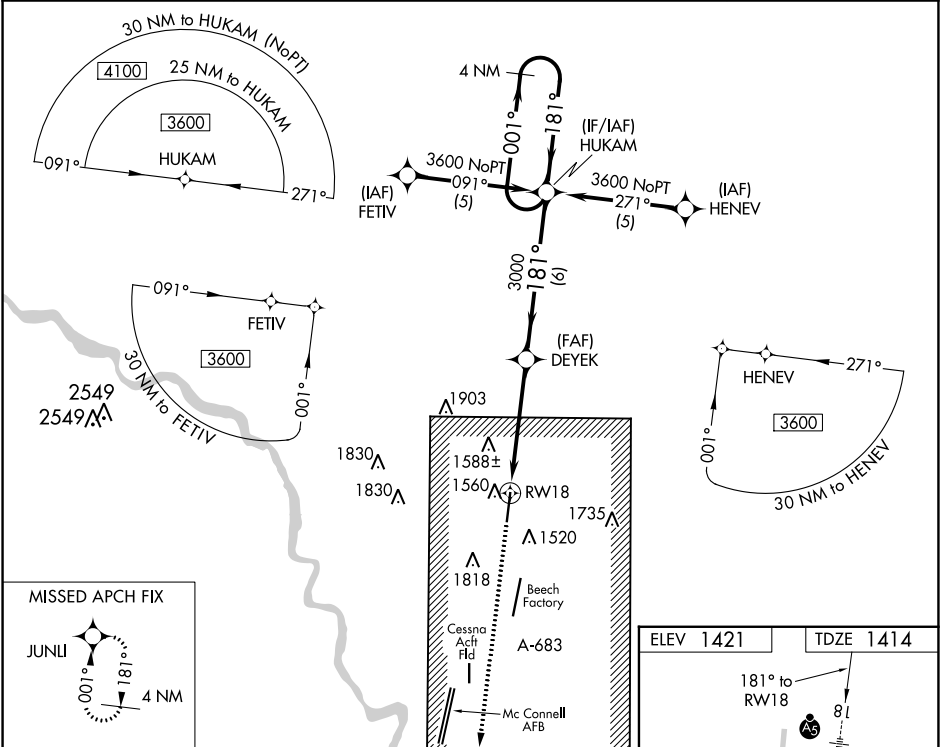 30 NM to HUKAM (NoPT)
4100
25 NM to HUKAM
3600
HUKAM
091°
271°
4 NM
001°
181°
(IF/IAF)
HUKAM
3600 NoPT
091°
(5)
(IAF)
FETIV
3600 NoPT
271°
(5)
(IAF)
HENEV
3000
181°
(6)
(FAF)
DEYEK
091°
FETIV
3600
001°
30 NM to FETIV
271°
HENEV
3600
001°
30 NM to HENEV
2549
2549
1903
1830
1830
1588±
1560
RW18
1735
1520
1818
Beech
Factory
Cessna
Acft
Fld
A-683
Mc Connell
AFB
MISSED APCH FIX
JUNLI
001°
181°
4 NM
ELEV 1421
TDZE 1414
181° to
RW18
18
A5